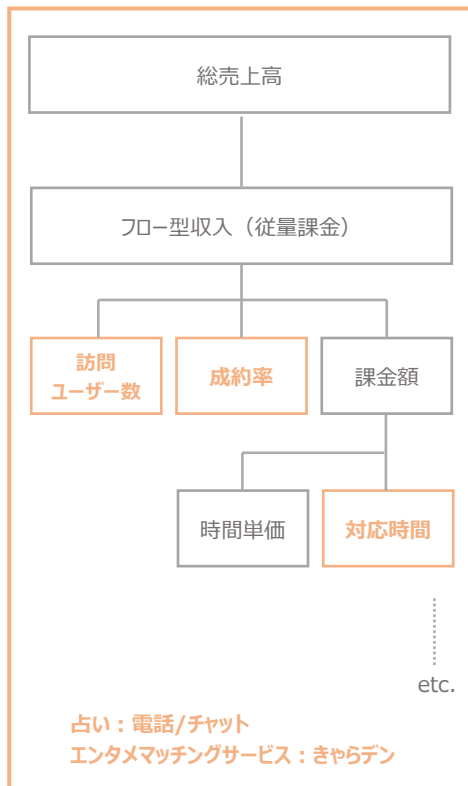 総売上高
フロー型収入（従量課金）
訪問
ユーザー数
成約率
課金額
時間単価
対応時間
etc.
占い：電話/チャット
エンタメマッチングサービス：きゃらデン